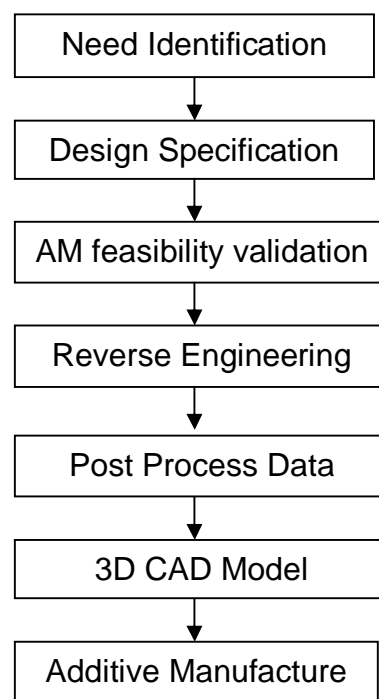 Need Identification
Design Specification
AM feasibility validation
Reverse Engineering
Post Process Data
3D CAD Model
Additive Manufacture